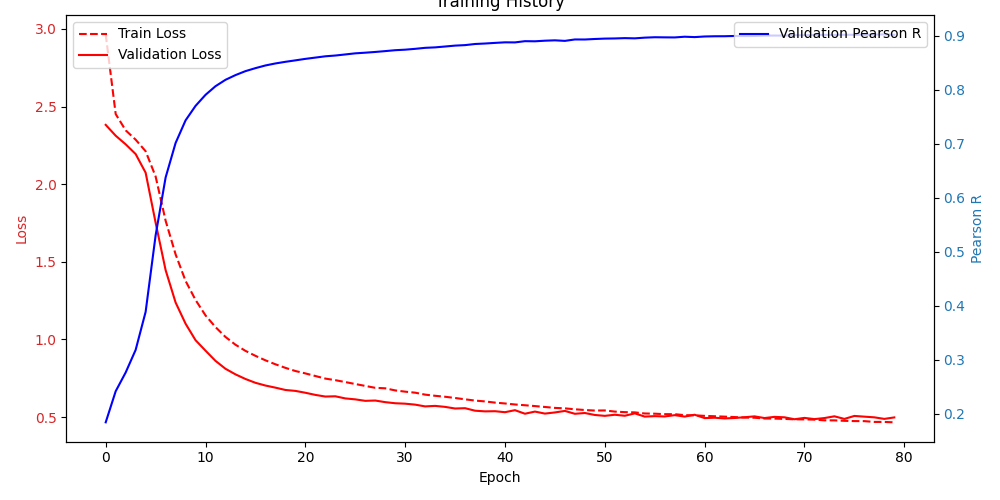 Training History
Train Loss
Validation Loss
Validation Pearson R
3.0
2.5
2.0
1.5
1.0
0.5
Loss
0.9
0.8
0.7
0.6
0.5
0.4
0.3
0.2
Pearson R
0 10 20 30 40 50 60 70 80
Epoch